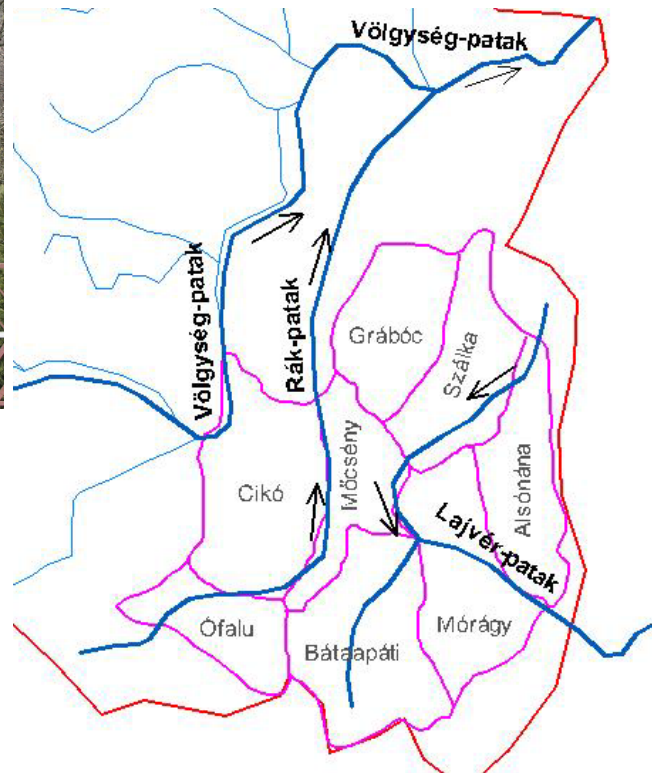 Völgység-patak
Völgység-patak
Rák-patak
Grábóc
Szálka
Cikó
Mőcsény
Alsónána
Lajvér-patak
Ófalu
Bátaapáti
Mórágy